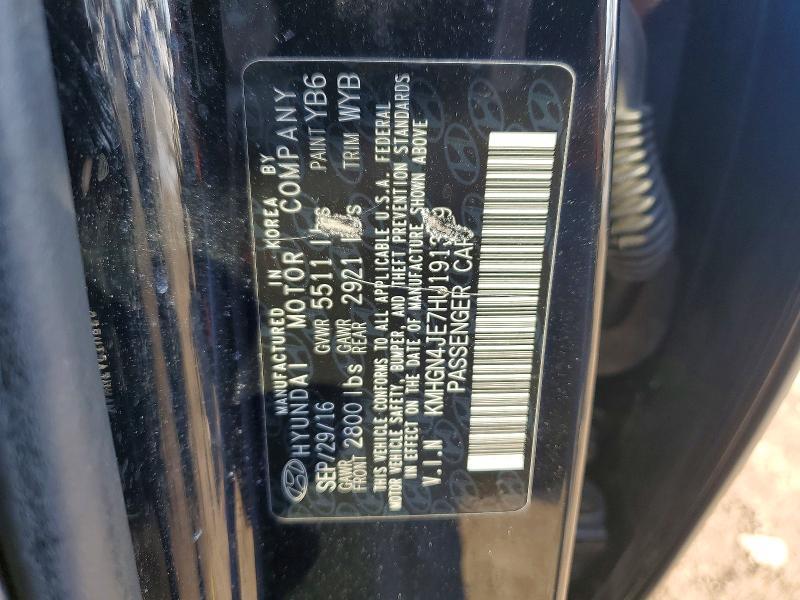 MANUFACTURED IN KOREA BY
HYUNDAI MOTOR COMPANY
SEP/29/16 GVWR 5511 lbs PAINT YB6
GAWR FRONT 2800 lbs GAWR REAR 2921 lbs TRIM WYB
THIS VEHICLE CONFORMS TO ALL APPLICABLE U.S.A. FEDERAL
MOTOR VEHICLE SAFETY, BUMPER, AND THEFT PREVENTION STANDARDS
IN EFFECT ON THE DATE OF MANUFACTURE SHOWN ABOVE
V.I.N
PASSENGER CAR